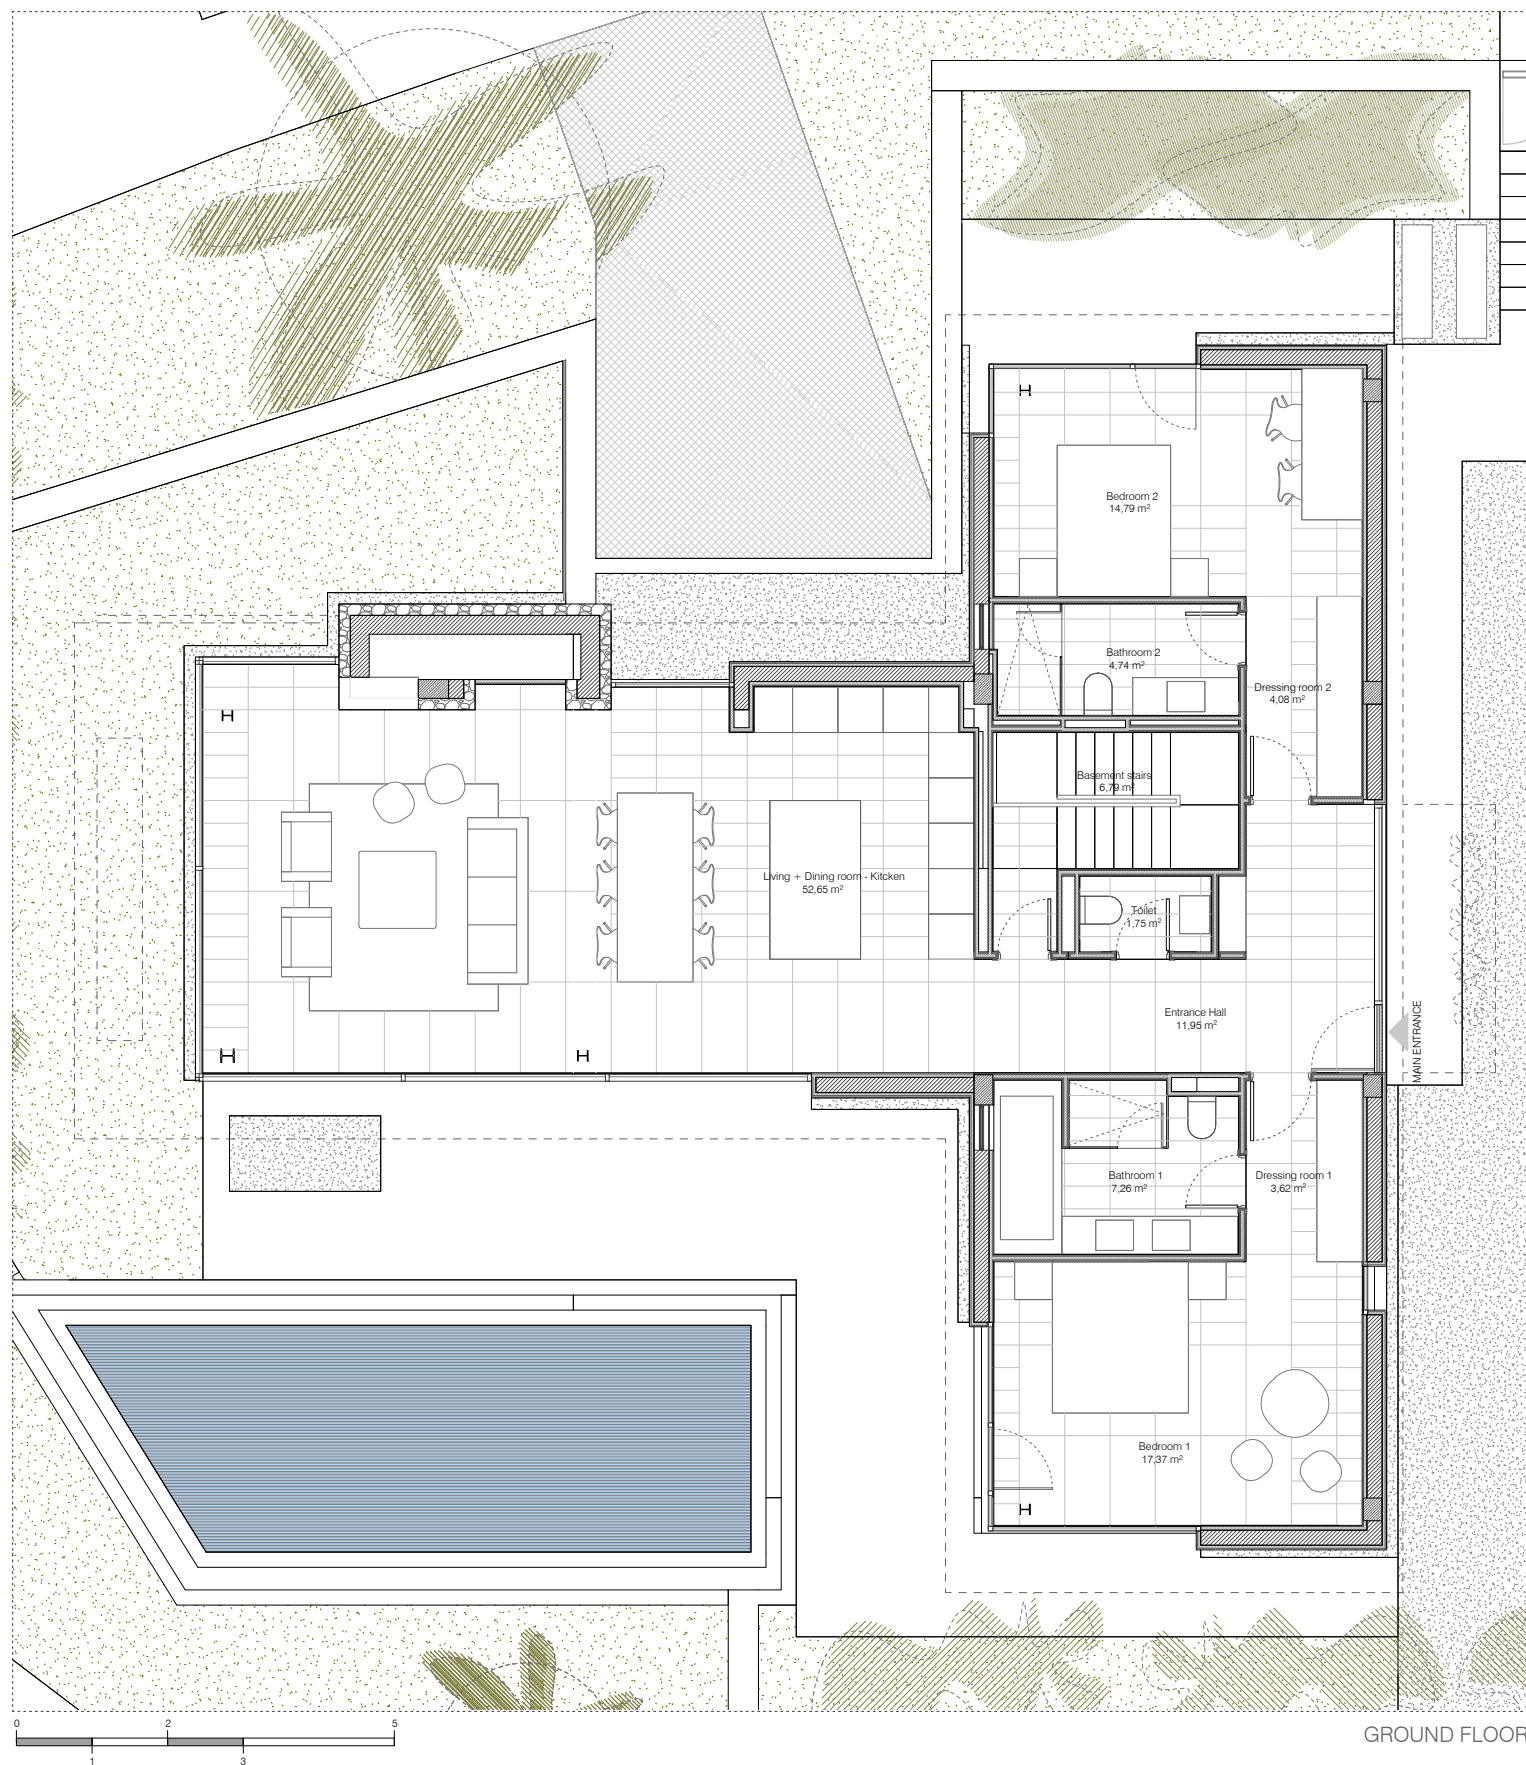 Bedroom 2
14,79 m²
Bathroom 2
4,74 m²
Dressing room 2
4,08 m²
Basement stairs
6,79 m²
Living + Dining room - Kitcken
52,65 m²
Toilet
1,75 m²
Entrance Hall
11,95 m²
MAIN ENTRANCE
Bathroom 1
7,26 m²
Dressing room 1
3,62 m²
Bedroom 1
17,37 m²
0 2 5
1 3
GROUND FLOOR